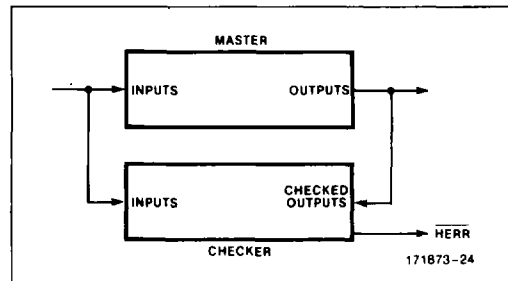 MASTER
INPUTS OUTPUTS
INPUTS CHECKED
OUTPUTS
HERR
CHECKER
171873-24